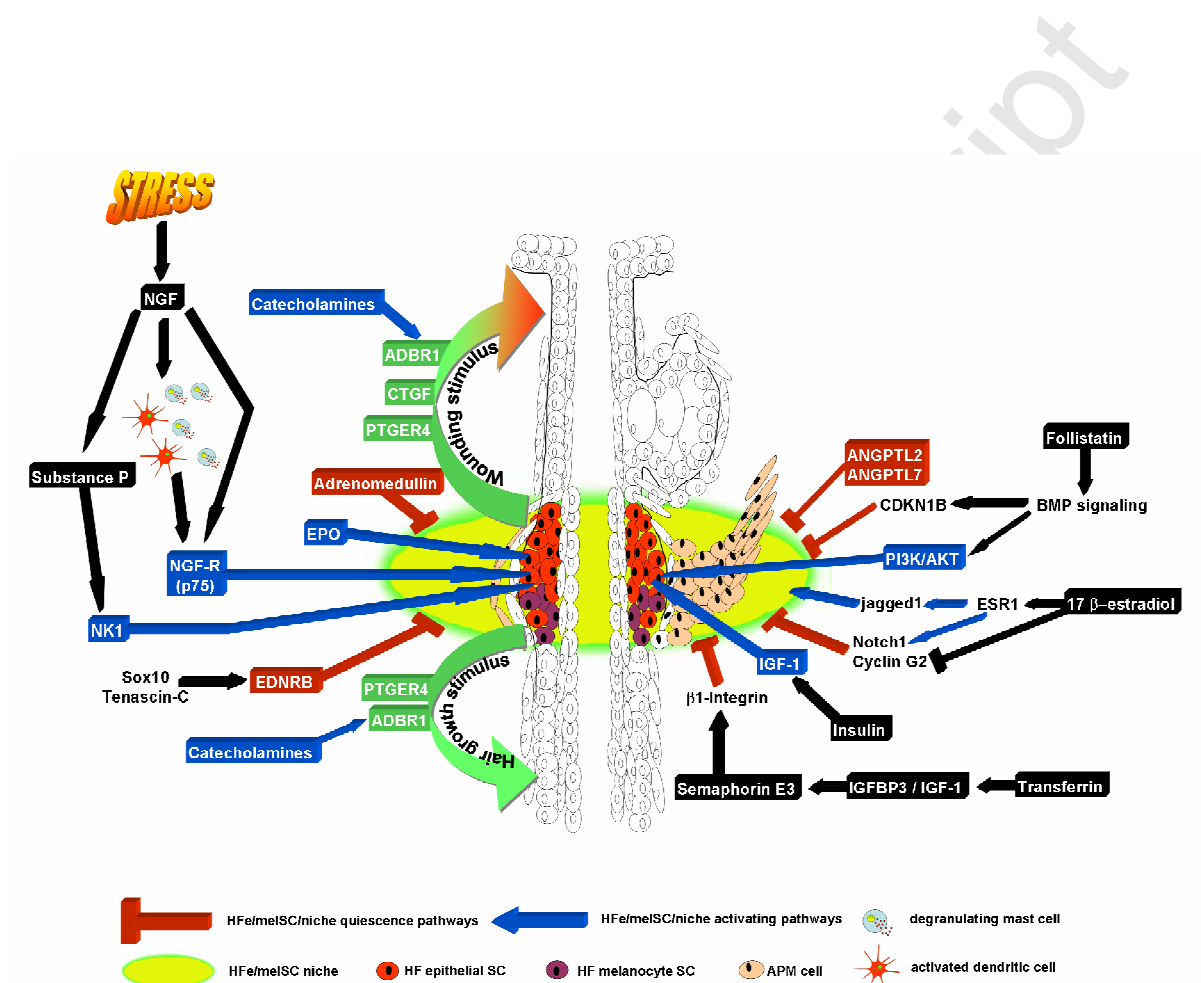 ript
STRESS
NGF
Catecholamines
ADBR1
CTGF
PTGER4
Wounding stimulus
Substance P
Adrenomedullin
EPO
NGF-R
(p75)
NK1
Sox10
Tenascin-C
EDNRB
PTGER4
ADBR1
Hair growth stimulus
Catecholamines
ANGPTL2
ANGPTL7
Follistatin
CDKN1B
BMP signaling
PI3K/AKT
jagged1
ESR1
17 β-estradiol
Notch1
Cyclin G2
IGF-1
β1-integrin
Insulin
Semaphorin E3
IGFBP3 / IGF-1
Transferrin
HFe/melSC/niche quiescence pathways
HFe/melSC/niche activating pathways
degranulating mast cell
HFe/melSC niche
HF epithelial SC
HF melanocyte SC
APM cell
activated dendritic cell